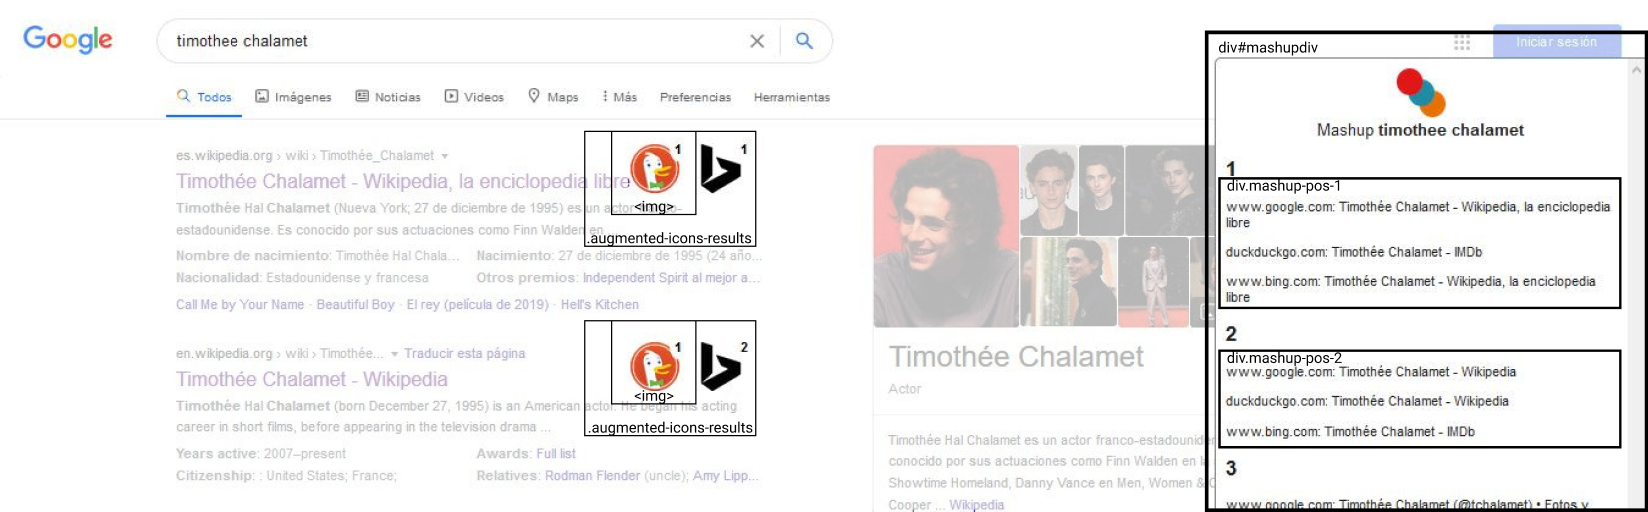 Google
timothee chalamet
Todos
Imágenes
Noticias
Videos
Maps
Más
Preferencias
Herramientas
es.wikipedia.org › wiki › Timothée_Chalamet
Timothée Chalamet - Wikipedia, la enciclopedia libre
Timothée Hal Chalamet (Nueva York; 27 de diciembre de 1995) es un actor
estadounidense. Es conocido por sus actuaciones como Finn Walden en
Nombre de nacimiento: Timothée Hal Chala...
Nacimiento: 27 de diciembre de 1995 (24 año...
Nacionalidad: Estadounidense y francesa
Otros premios: Independent Spirit al mejor a...
Call Me by Your Name · Beautiful Boy · El rey (película de 2019) · Hell's Kitchen
1
1
<img>
.augmented-icons-results
en.wikipedia.org › wiki › Timothée...
Traducir esta página
Timothée Chalamet - Wikipedia
Timothée Hal Chalamet (born December 27, 1995) is an American actor. He began his acting
career in short films, before appearing in the television drama ...
Years active: 2007–present
Awards: Full list
Citizenship: : United States; France;
Relatives: Rodman Flender (uncle); Amy Lipp...
1
2
<img>
.augmented-icons-results
Timothée Chalamet
Actor
Timothée Hal Chalamet es un actor franco-estadounider
conocido por sus actuaciones como Finn Walden en la
Showtime Homeland, Danny Vance en Men, Women & C
Cooper ... Wikipedia
div#mashupdiv
Iniciar sesión
Mashup timothee chalamet
1
div.mashup-pos-1
www.google.com: Timothée Chalamet - Wikipedia, la enciclopedia
libre
duckduckgo.com: Timothée Chalamet - IMDb
www.bing.com: Timothée Chalamet - Wikipedia, la enciclopedia
libre
2
div.mashup-pos-2
www.google.com: Timothée Chalamet - Wikipedia
duckduckgo.com: Timothée Chalamet - Wikipedia
www.bing.com: Timothée Chalamet - IMDb
3
www.google.com: Timothée Chalamet (@tchalamet) • Fotos y